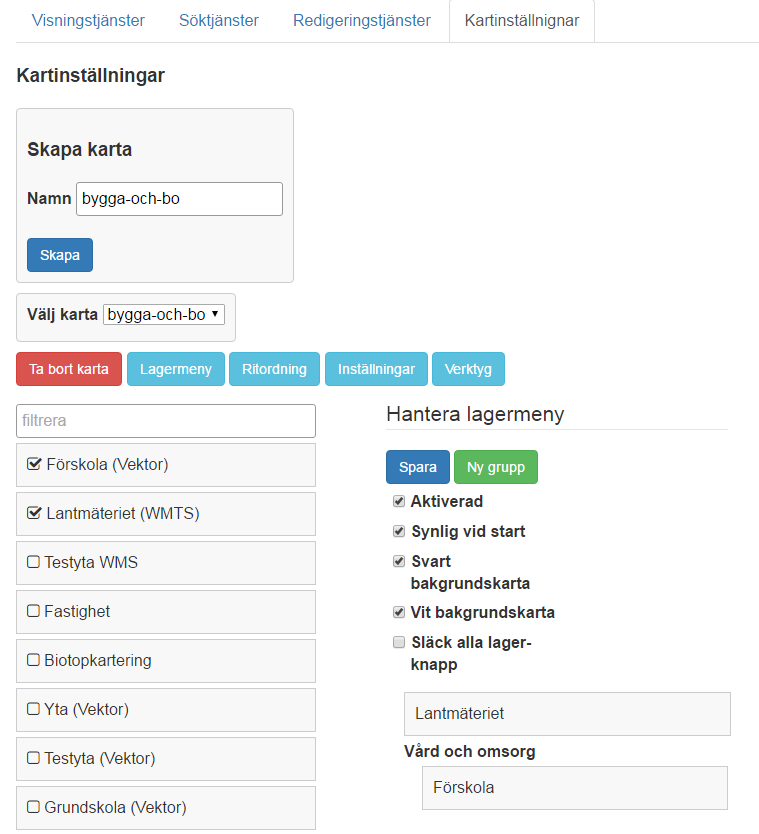 Visningstjänster Söktjänster Redigeringstjänster Kartinställnignar
Kartinställningar
Skapa karta
Namn bygga-och-bo
Skapa
Välj karta bygga-och-bo
Ta bort karta Lagermeny Ritordning Inställningar Verktyg
filtrera
Förskola (Vektor)
Lantmäteriet (WMTS)
Testyta WMS
Fastighet
Biotopkartering
Yta (Vektor)
Testyta (Vektor)
Grundskola (Vektor)
Hantera lagermeny
Spara Ny grupp
Aktiverad
Synlig vid start
Svart
bakgrundskarta
Vit bakgrundskarta
Släck alla lager-
knapp
Lantmäteriet
Vård och omsorg
Förskola